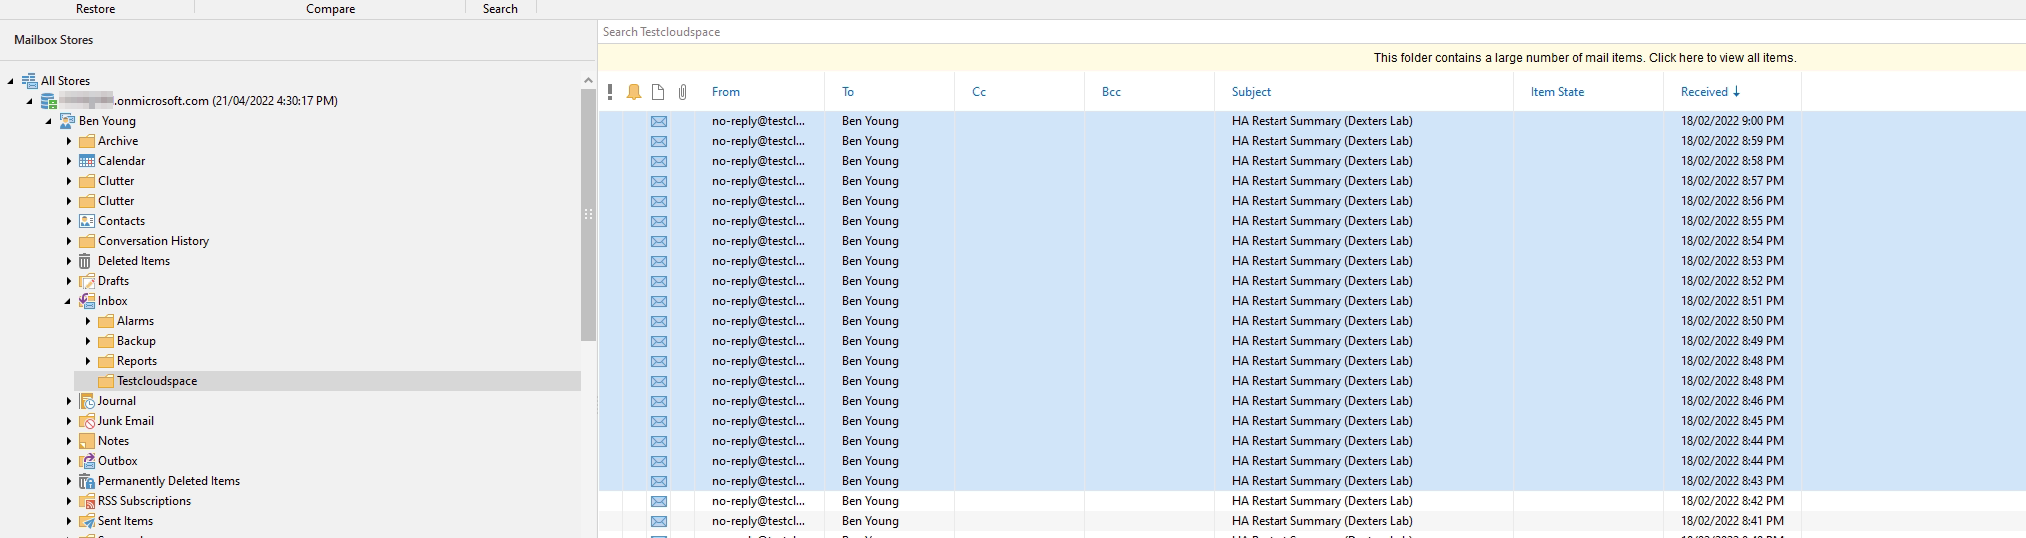 Restore Compare Search
Mailbox Stores
Search Testcloudspace
This folder contains a large number of mail items. Click here to view all items.
All Stores
.onmicrosoft.com (21/04/2022 4:30:17 PM)
Ben Young
Archive
Calendar
Clutter
Clutter
Contacts
Conversation History
Deleted Items
Drafts
Inbox
Alarms
Backup
Reports
Testcloudspace
Journal
Junk Email
Notes
Outbox
Permanently Deleted Items
RSS Subscriptions
Sent Items
From To Cc Bcc Subject Item State Received
no-reply@testcl... Ben Young HA Restart Summary (Dexters Lab) 18/02/2022 9:00 PM
no-reply@testcl... Ben Young HA Restart Summary (Dexters Lab) 18/02/2022 8:59 PM
no-reply@testcl... Ben Young HA Restart Summary (Dexters Lab) 18/02/2022 8:58 PM
no-reply@testcl... Ben Young HA Restart Summary (Dexters Lab) 18/02/2022 8:57 PM
no-reply@testcl... Ben Young HA Restart Summary (Dexters Lab) 18/02/2022 8:56 PM
no-reply@testcl... Ben Young HA Restart Summary (Dexters Lab) 18/02/2022 8:55 PM
no-reply@testcl... Ben Young HA Restart Summary (Dexters Lab) 18/02/2022 8:54 PM
no-reply@testcl... Ben Young HA Restart Summary (Dexters Lab) 18/02/2022 8:53 PM
no-reply@testcl... Ben Young HA Restart Summary (Dexters Lab) 18/02/2022 8:52 PM
no-reply@testcl... Ben Young HA Restart Summary (Dexters Lab) 18/02/2022 8:51 PM
no-reply@testcl... Ben Young HA Restart Summary (Dexters Lab) 18/02/2022 8:50 PM
no-reply@testcl... Ben Young HA Restart Summary (Dexters Lab) 18/02/2022 8:49 PM
no-reply@testcl... Ben Young HA Restart Summary (Dexters Lab) 18/02/2022 8:48 PM
no-reply@testcl... Ben Young HA Restart Summary (Dexters Lab) 18/02/2022 8:48 PM
no-reply@testcl... Ben Young HA Restart Summary (Dexters Lab) 18/02/2022 8:46 PM
no-reply@testcl... Ben Young HA Restart Summary (Dexters Lab) 18/02/2022 8:45 PM
no-reply@testcl... Ben Young HA Restart Summary (Dexters Lab) 18/02/2022 8:44 PM
no-reply@testcl... Ben Young HA Restart Summary (Dexters Lab) 18/02/2022 8:44 PM
no-reply@testcl... Ben Young HA Restart Summary (Dexters Lab) 18/02/2022 8:43 PM
no-reply@testcl... Ben Young HA Restart Summary (Dexters Lab) 18/02/2022 8:42 PM
no-reply@testcl... Ben Young HA Restart Summary (Dexters Lab) 18/02/2022 8:41 PM